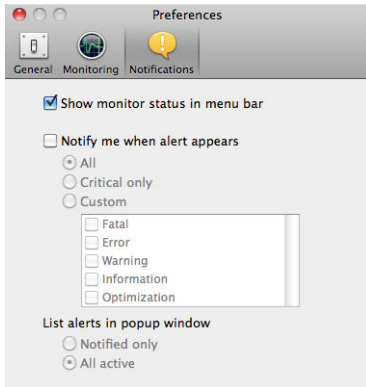 Preferences
General Monitoring Notifications
Show monitor status in menu bar
Notify me when alert appears
All
Critical only
Custom
Fatal
Error
Warning
Information
Optimization
List alerts in popup window
Notified only
All active